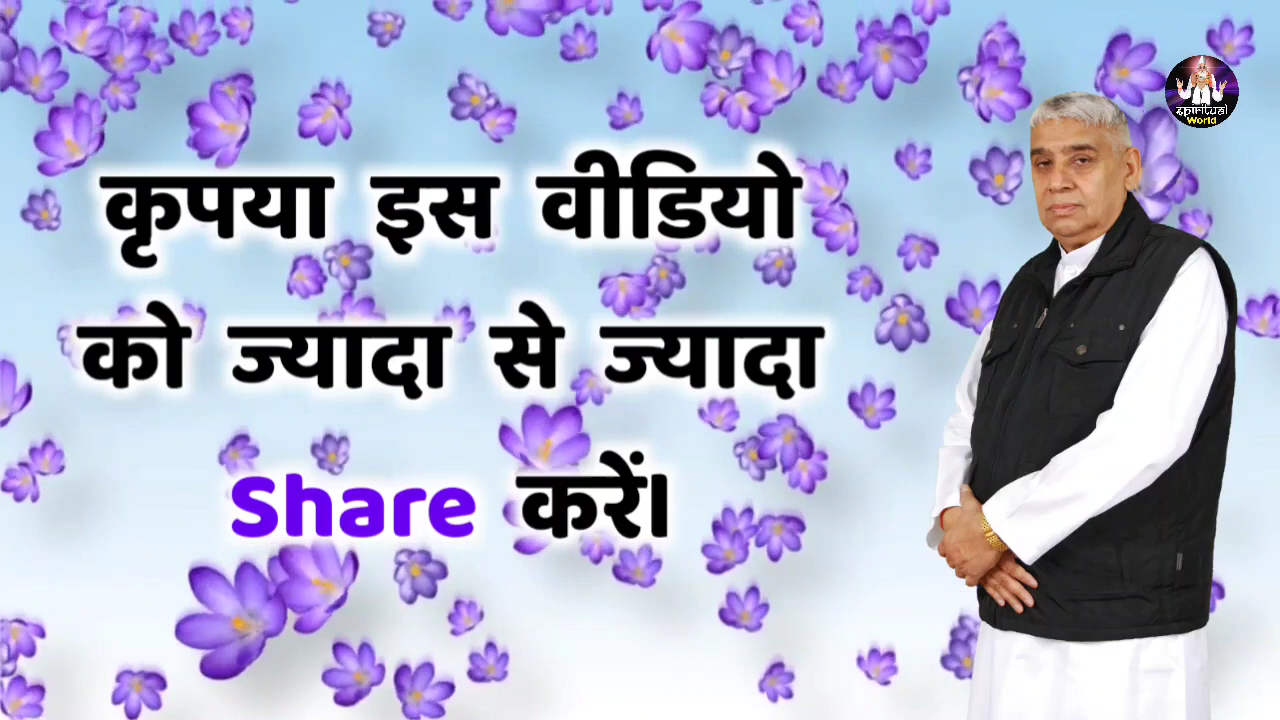 कृपया इस वीडियो
को ज्यादा से ज्यादा
Share करें।
Spiritual
World